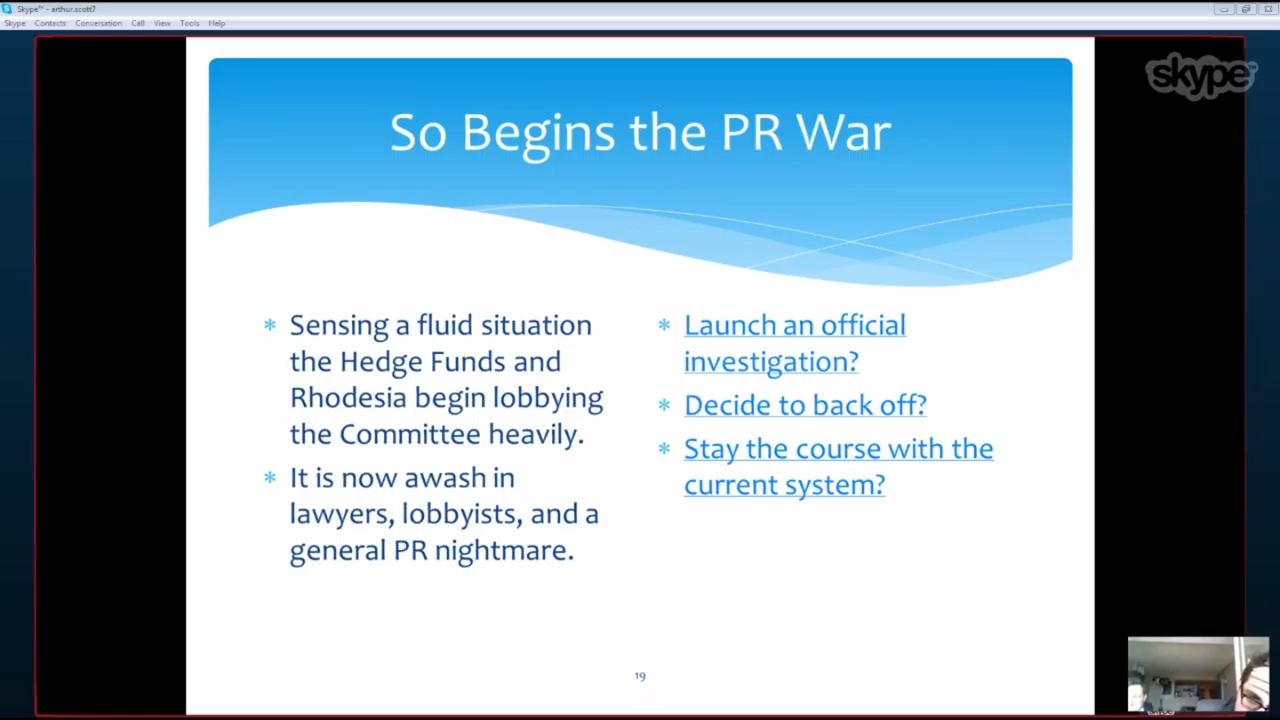 Skype™ - arthur.scott7
Skype Contacts Conversation Call View Tools Help
skype™
So Begins the PR War
* Sensing a fluid situation
the Hedge Funds and
Rhodesia begin lobbying
the Committee heavily.
* It is now awash in
lawyers, lobbyists, and a
general PR nightmare.
* Launch an official
investigation?
* Decide to back off?
* Stay the course with the
current system?
19